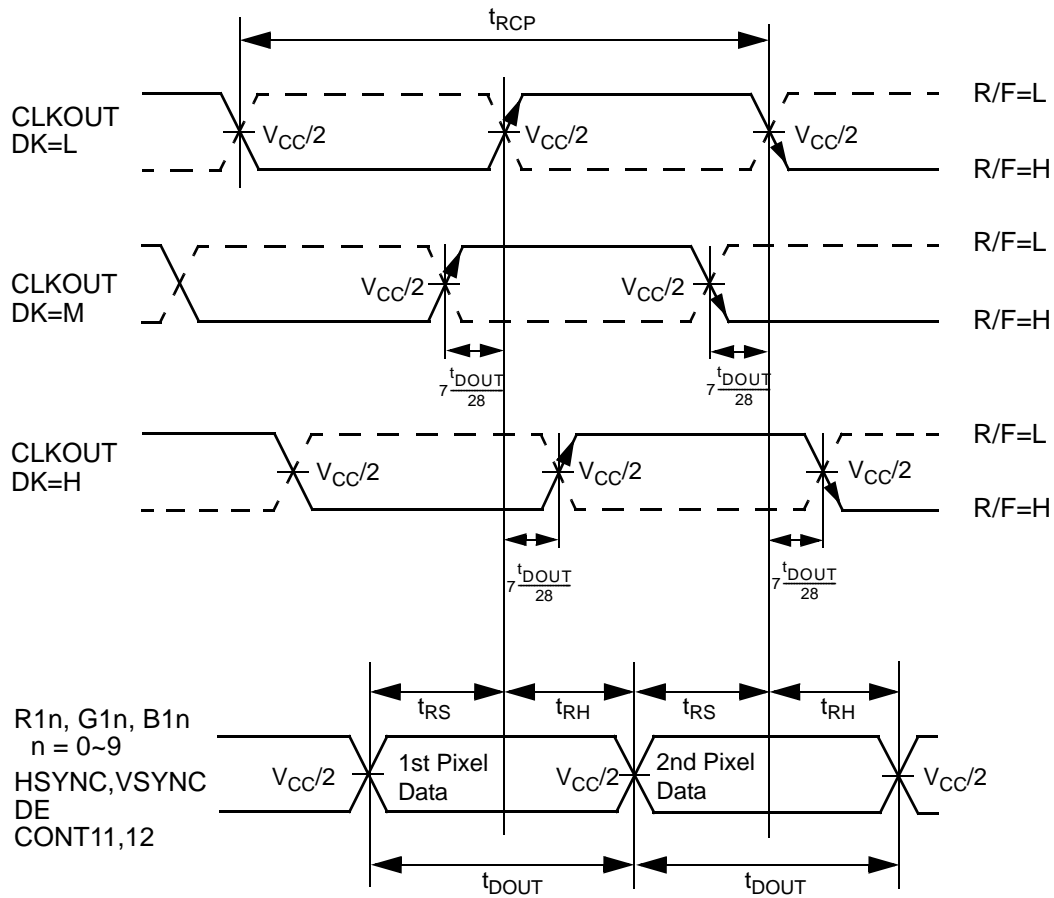 tRCP
CLKOUT
DK=L
VCC/2
VCC/2
VCC/2
R/F=L
R/F=H
CLKOUT
DK=M
VCC/2
VCC/2
R/F=L
R/F=H
7 tDOUT/28
7 tDOUT/28
CLKOUT
DK=H
VCC/2
VCC/2
VCC/2
R/F=L
R/F=H
7 tDOUT/28
7 tDOUT/28
tRS
tRH
tRS
tRH
R1n, G1n, B1n
n = 0~9
HSYNC,VSYNC
DE
CONT11,12
VCC/2
1st Pixel
Data
VCC/2
2nd Pixel
Data
VCC/2
tDOUT
tDOUT